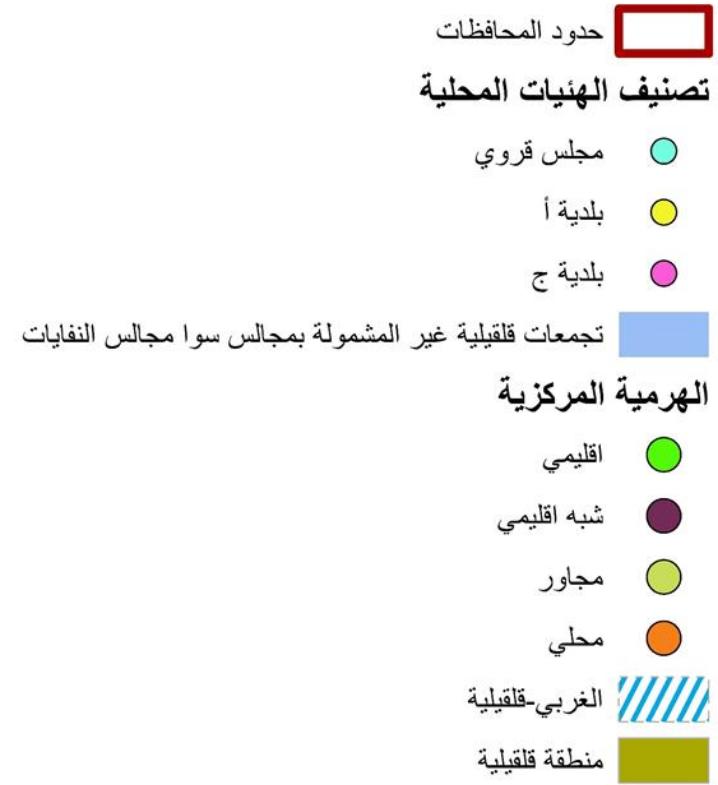 حدود المحافظات
تصنيف الهئيات المحلية
مجلس قروي
بلدية أ
بلدية ج
تجمعات قلقيلية غير المشمولة بمجالس سوا مجالس النفايات
الهرمية المركزية
اقليمي
شبه اقليمي
مجاور
محلي
الغربي-قلقيلية
منطقة قلقيلية